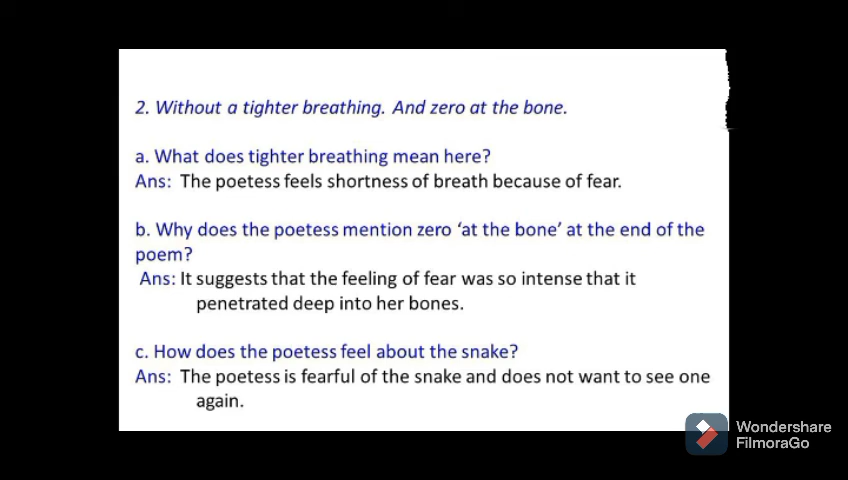 2. Without a tighter breathing. And zero at the bone.
a. What does tighter breathing mean here?
Ans: The poetess feels shortness of breath because of fear.
b. Why does the poetess mention zero ‘at the bone’ at the end of the
poem?
Ans: It suggests that the feeling of fear was so intense that it
penetrated deep into her bones.
c. How does the poetess feel about the snake?
Ans: The poetess is fearful of the snake and does not want to see one
again.
Wondershare
FilmoraGo